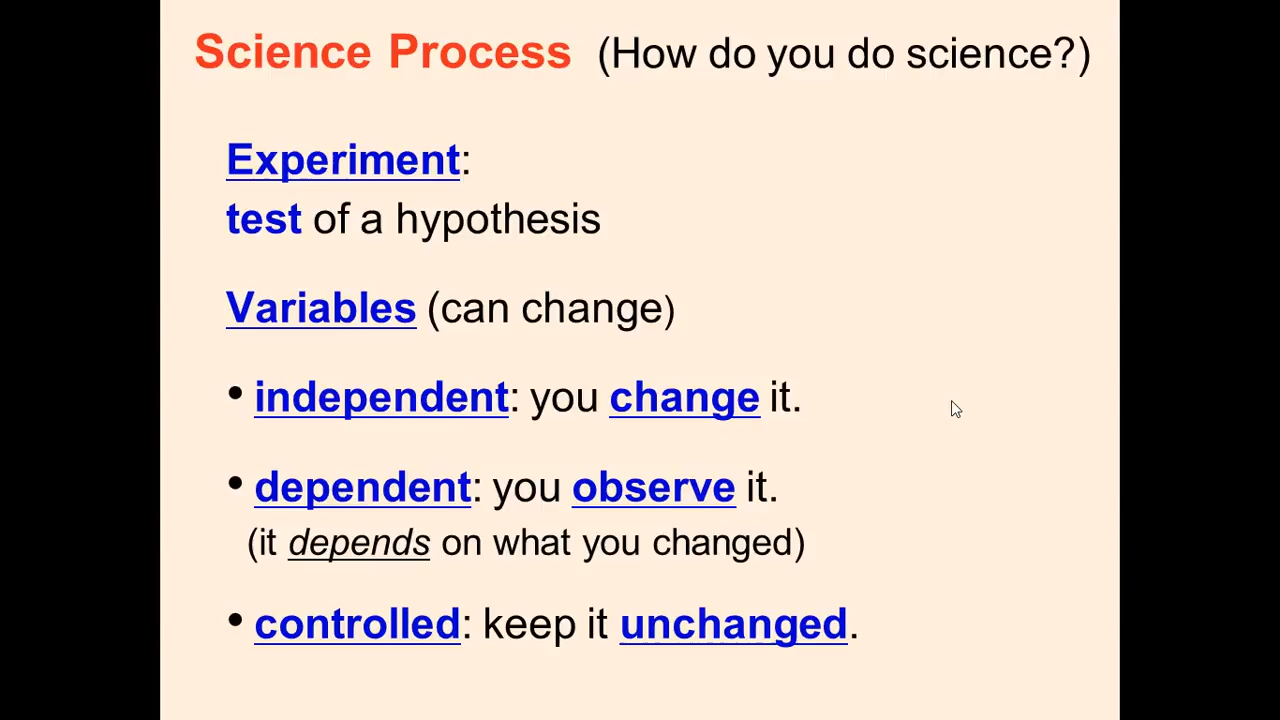 Science Process (How do you do science?)
Experiment:
test of a hypothesis
Variables (can change)
• independent: you change it.
• dependent: you observe it.
(it depends on what you changed)
• controlled: keep it unchanged.